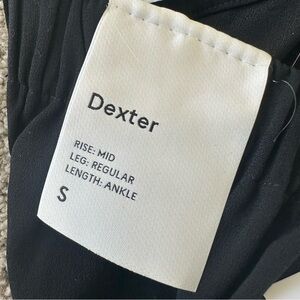 Dexter
RISE: MID
LEG: REGULAR
LENGTH: ANKLE
S